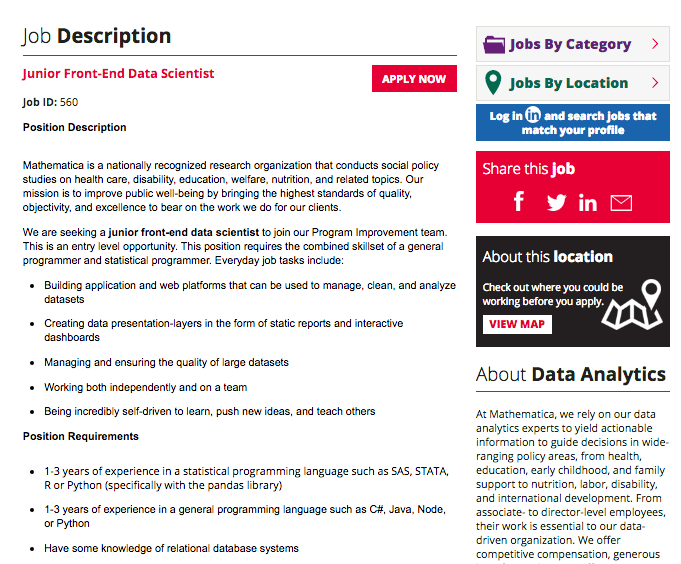 Job Description
Junior Front-End Data Scientist
APPLY NOW
Job ID: 560
Position Description
Mathematica is a nationally recognized research organization that conducts social policy
studies on health care, disability, education, welfare, nutrition, and related topics. Our
mission is to improve public well-being by bringing the highest standards of quality,
objectivity, and excellence to bear on the work we do for our clients.
We are seeking a junior front-end data scientist to join our Program Improvement team.
This is an entry level opportunity. This position requires the combined skillset of a general
programmer and statistical programmer. Everyday job tasks include:
• Building application and web platforms that can be used to manage, clean, and analyze
datasets
• Creating data presentation-layers in the form of static reports and interactive
dashboards
• Managing and ensuring the quality of large datasets
• Working both independently and on a team
• Being incredibly self-driven to learn, push new ideas, and teach others
Position Requirements
• 1-3 years of experience in a statistical programming language such as SAS, STATA,
R or Python (specifically with the pandas library)
• 1-3 years of experience in a general programming language such as C#, Java, Node,
or Python
• Have some knowledge of relational database systems
Jobs By Category
Jobs By Location
Log in in and search jobs that
match your profile
Share this job
f in
About this location
Check out where you could be
working before you apply.
VIEW MAP
About Data Analytics
At Mathematica, we rely on our data
analytics experts to yield actionable
information to guide decisions in wide-
ranging policy areas, from health,
education, early childhood, and family
support to nutrition, labor, disability,
and international development. From
associate- to director-level employees,
their work is essential to our data-
driven organization. We offer
competitive compensation, generous